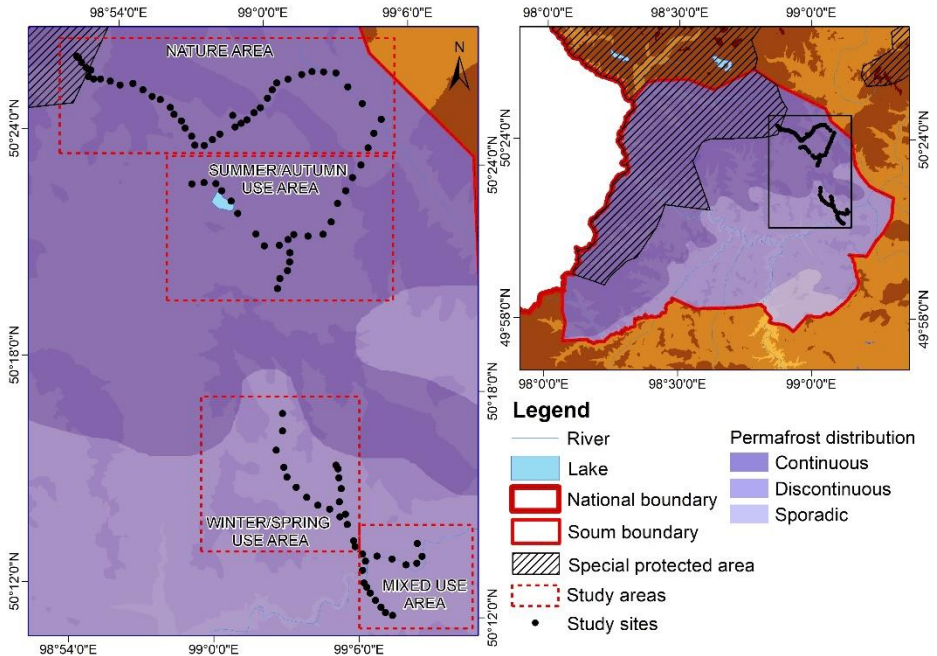 98°54'0"E
99°0'0"E
99°6'0"E
50°24'0"N
50°18'0"N
50°12'0"N
NATURE AREA
N
SUMMER/AUTUMN
USE AREA
WINTER/SPRING
USE AREA
MIXED USE
AREA
50°24'0"N
50°18'0"N
50°12'0"N
98°54'0"E
99°0'0"E
99°6'0"E
98°0'0"E
98°30'0"E
99°0'0"E
50°24'0"N
49°58'0"N
50°24'0"N
49°58'0"N
98°0'0"E
98°30'0"E
99°0'0"E
Legend
River
Lake
National boundary
Soum boundary
Special protected area
Study areas
Study sites
Permafrost distribution
Continuous
Discontinuous
Sporadic